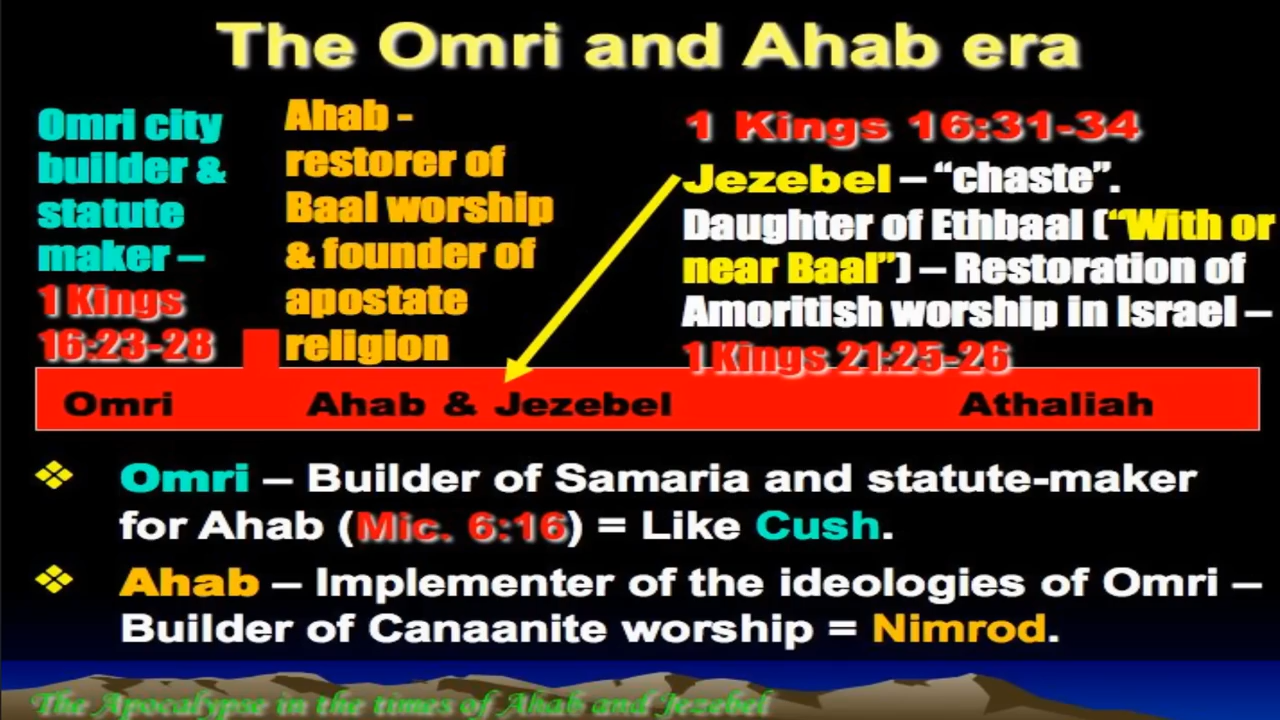 The Omri and Ahab era
Omri city
builder &
statute
maker –
1 Kings
16:23-28
Ahab -
restorer of
Baal worship
& founder of
apostate
religion
1 Kings 16:31-34
Jezebel – “chaste”.
Daughter of Ethbaal (“With or
near Baal”) – Restoration of
Amoritish worship in Israel –
1 Kings 21:25-26
Omri
Ahab & Jezebel
Athaliah
Omri – Builder of Samaria and statute-maker
for Ahab (Mic. 6:16) = Like Cush.
Ahab – Implementer of the ideologies of Omri –
Builder of Canaanite worship = Nimrod.
The Apocalypse in the times of Ahab and Jezebel